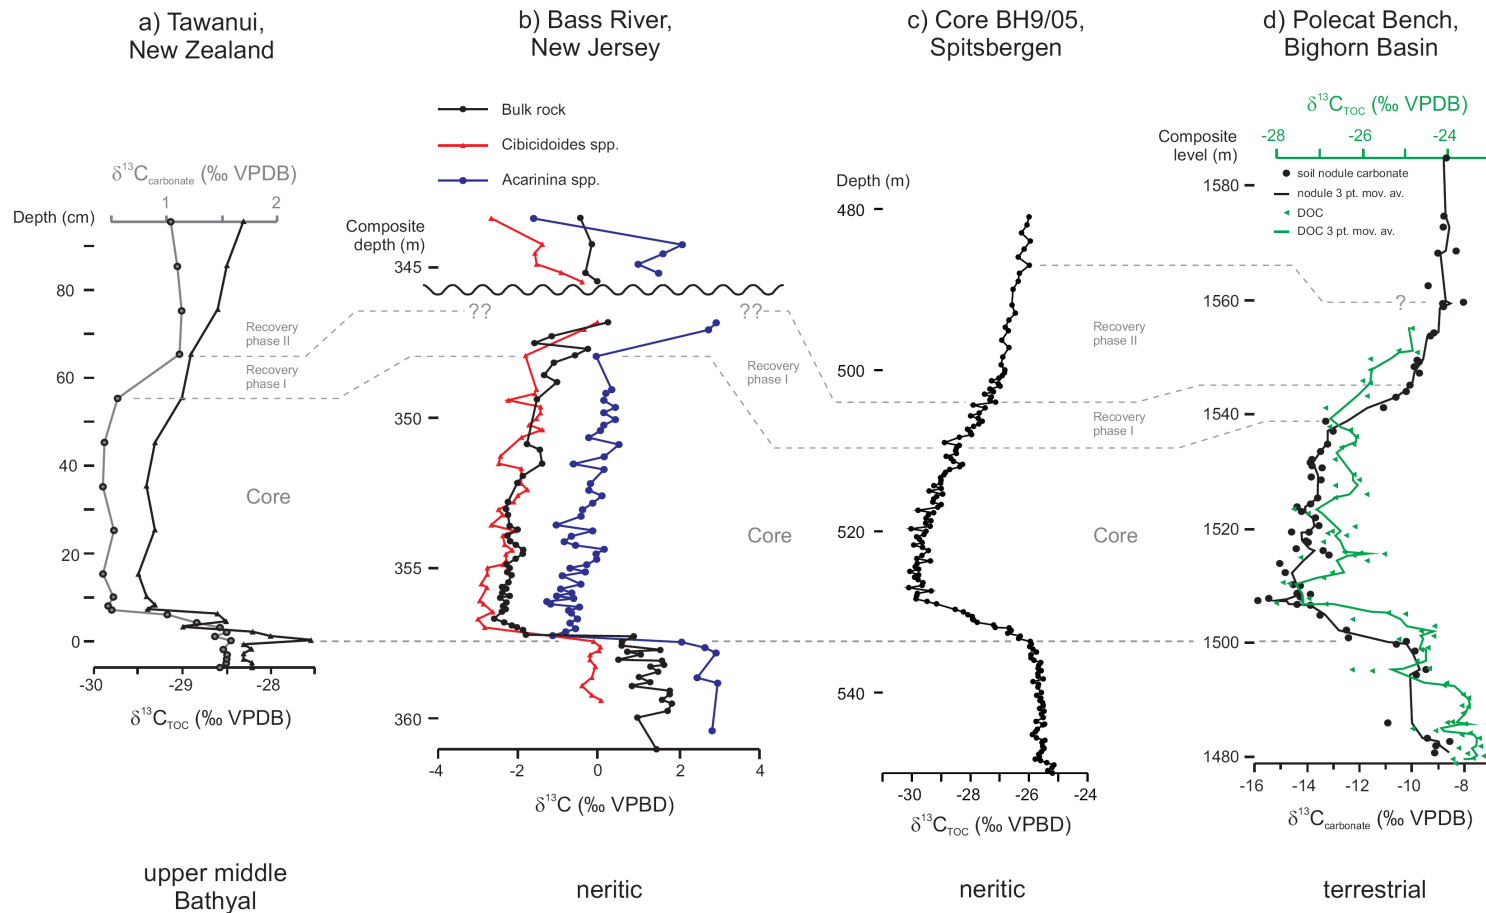 a) Tawanui,
New Zealand
b) Bass River,
New Jersey
c) Core BH9/05,
Spitsbergen
d) Polecat Bench,
Bighorn Basin
δ13Ccarbonate (‰ VPDB)
1
2
Depth (cm)
80
60
40
20
0
-30
-29
-28
δ13CTOC (‰ VPDB)
Recovery
phase II
Recovery
phase I
Core
upper middle
Bathyal
Bulk rock
Cibicidoides spp.
Acarinina spp.
Composite
depth (m)
345
350
355
360
??
??
-4
-2
0
2
4
δ13C (‰ VPBD)
Recovery
phase I
Core
neritic
Depth (m)
480
500
520
540
-30
-28
-26
-24
δ13CTOC (‰ VPBD)
Recovery
phase II
Recovery
phase I
Core
neritic
δ13CTOC (‰ VPDB)
-28
-26
-24
Composite
level (m)
soil nodule carbonate
nodule 3 pt. mov. av.
DOC
DOC 3 pt. mov. av.
1580
1560
1540
1520
1500
1480
?
-16
-14
-12
-10
-8
δ13Ccarbonate (‰ VPDB)
terrestrial